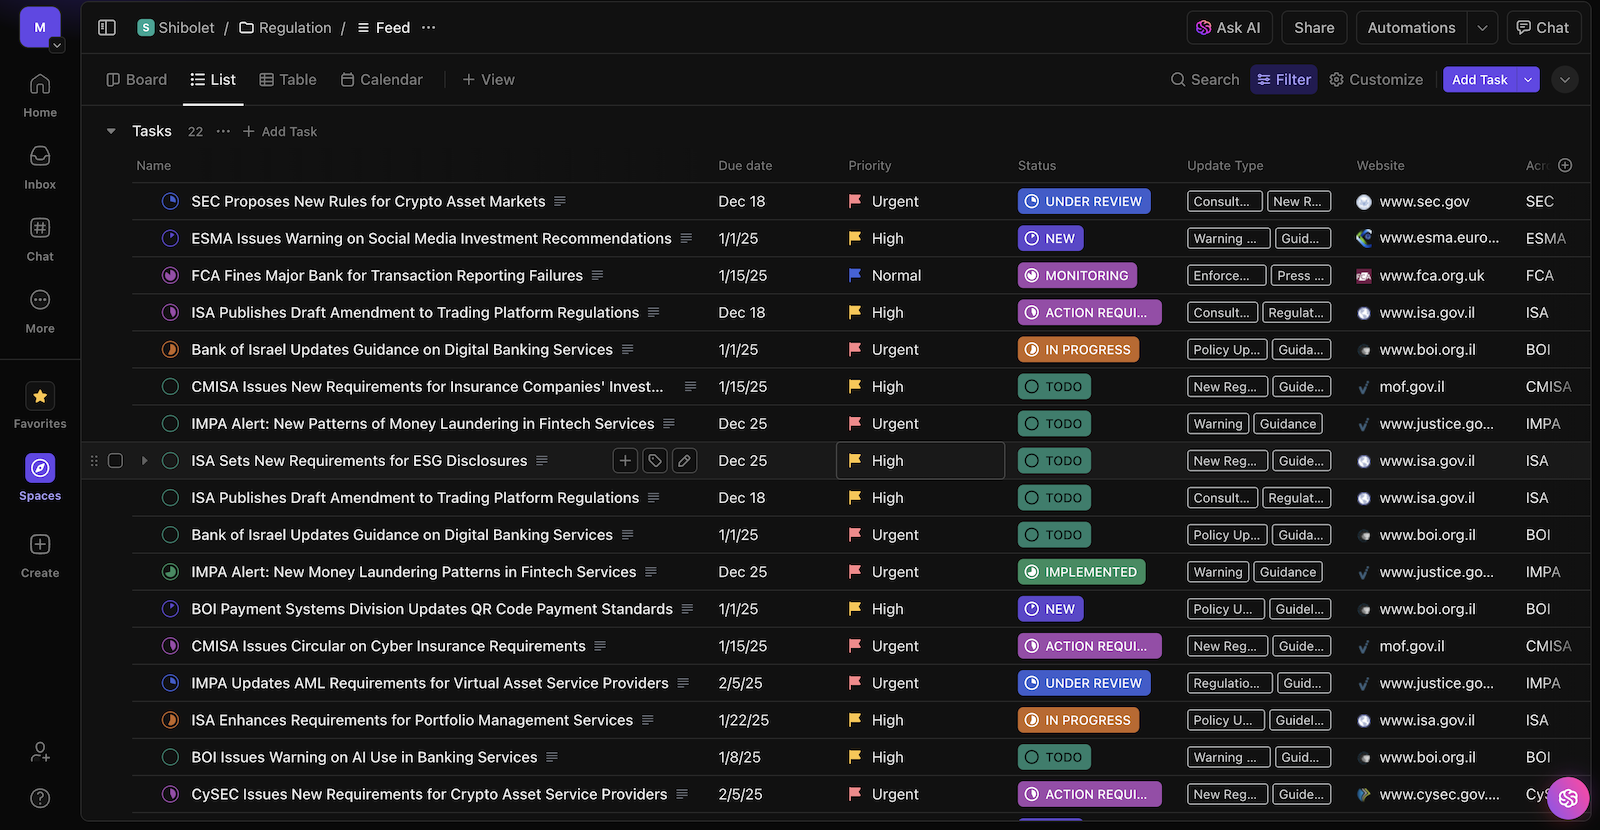 M
S Shibolet / Regulation / Feed ...
Ask AI Share Automations Chat
Board List Table Calendar + View
Search Filter Customize Add Task
Home
Inbox
Chat
More
Favorites
Spaces
Create
Tasks 22 ... + Add Task
Name Due date Priority Status Update Type Website Acr
SEC Proposes New Rules for Crypto Asset Markets Dec 18 Urgent UNDER REVIEW Consult... New R... www.sec.gov SEC
ESMA Issues Warning on Social Media Investment Recommendations 1/1/25 High NEW Warning ... Guid... www.esma.euro... ESMA
FCA Fines Major Bank for Transaction Reporting Failures 1/15/25 Normal MONITORING Enforce... Press ... www.fca.org.uk FCA
ISA Publishes Draft Amendment to Trading Platform Regulations Dec 18 High ACTION REQUI... Consult... Regulat... www.isa.gov.il ISA
Bank of Israel Updates Guidance on Digital Banking Services 1/1/25 Urgent IN PROGRESS Policy Up... Guida... www.boi.org.il BOI
CMISA Issues New Requirements for Insurance Companies' Invest... 1/15/25 High TODO New Reg... Guide... mof.gov.il CMISA
IMPA Alert: New Patterns of Money Laundering in Fintech Services Dec 25 Urgent TODO Warning Guidance www.justice.go... IMPA
ISA Sets New Requirements for ESG Disclosures Dec 25 High TODO New Reg... Guide... www.isa.gov.il ISA
ISA Publishes Draft Amendment to Trading Platform Regulations Dec 18 High TODO Consult... Regulat... www.isa.gov.il ISA
Bank of Israel Updates Guidance on Digital Banking Services 1/1/25 Urgent TODO Policy Up... Guida... www.boi.org.il BOI
IMPA Alert: New Money Laundering Patterns in Fintech Services Dec 25 Urgent IMPLEMENTED Warning Guidance www.justice.go... IMPA
BOI Payment Systems Division Updates QR Code Payment Standards 1/1/25 High NEW Policy U... Guidel... www.boi.org.il BOI
CMISA Issues Circular on Cyber Insurance Requirements 1/15/25 Urgent ACTION REQUI... New Reg... Guide... mof.gov.il CMISA
IMPA Updates AML Requirements for Virtual Asset Service Providers 2/5/25 Urgent UNDER REVIEW Regulatio... Guid... www.justice.go... IMPA
ISA Enhances Requirements for Portfolio Management Services 1/22/25 High IN PROGRESS Policy U... Guidel... www.isa.gov.il ISA
BOI Issues Warning on AI Use in Banking Services 1/8/25 High TODO Warning ... Guid... www.boi.org.il BOI
CySEC Issues New Requirements for Crypto Asset Service Providers 2/5/25 Urgent ACTION REQUI... New Reg... Guide... www.cysec.gov.... CyS